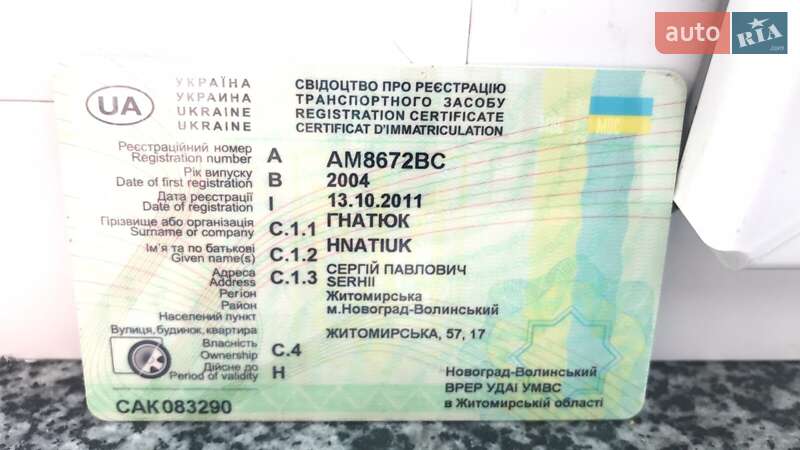 auto RIA .com
UA
УКРАЇНА
УКРАИНА
UKRAINE
UKRAINE
СВІДОЦТВО ПРО РЕЄСТРАЦІЮ
ТРАНСПОРТНОГО ЗАСОБУ
REGISTRATION CERTIFICATE
CERTIFICAT D'IMMATRICULATION
Реєстраційний номер
Registration number A AM8672BC
Рік випуску
Date of first registration B 2004
Дата реєстрації
Date of registration I 13.10.2011
Прізвище або організація
Surname or company C.1.1 ГНАТЮК
HNATIUK
Ім'я та по батькові
Given name(s) C.1.2 СЕРГІЙ ПАВЛОВИЧ
SERHII
Адреса
Address C.1.3
Регіон Житомирська
Район м.Новоград-Волинський
Населений пункт
Вулиця,будинок,квартира ЖИТОМИРСЬКА, 57, 17
Власність
Ownership C.4
Дійсне до
Period of validity H
Новоград-Волинський
ВРЕР УДАІ УМВС
в Житомирській області
САК083290